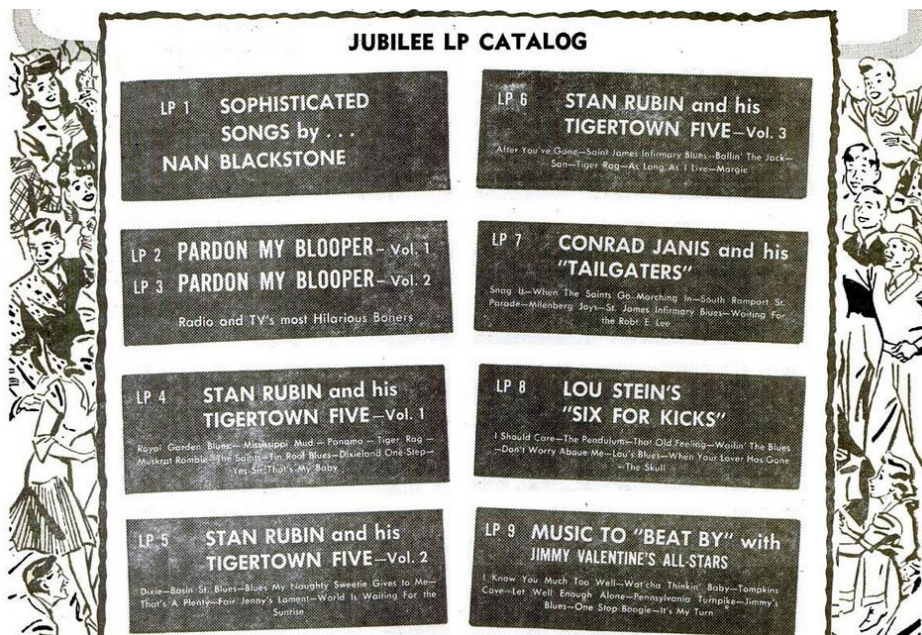 JUBILEE LP CATALOG
LP 1 SOPHISTICATED
SONGS by . . .
NAN BLACKSTONE
LP 2 PARDON MY BLOOPER – Vol. 1
LP 3 PARDON MY BLOOPER – Vol. 2
Radio and TV's most Hilarious Boners
LP 4 STAN RUBIN and his
TIGERTOWN FIVE – Vol. 1
Royal Garden Blues – Mississippi Mud – Panama – Tiger Rag –
Muskrat Ramble – The Saints – Tin Roof Blues – Dixieland One Step –
Yes Sir That's My Baby
LP 5 STAN RUBIN and his
TIGERTOWN FIVE – Vol. 2
Dixie – Basin St. Blues – Blues My Naughty Sweetie Gives to Me –
That's A Plenty – Fair Jenny's Lament – World Is Waiting For the
Sunrise
LP 6 STAN RUBIN and his
TIGERTOWN FIVE – Vol. 3
After You've Gone – Saint James Infirmary Blues – Ballin' The Jack –
San – Tiger Rag – As Long As I Live – Margie
LP 7 CONRAD JANIS and his
"TAILGATERS"
Snag It – When The Saints Go Marching In – South Rampart St.
Parade – Milenberg Joys – St. James Infirmary Blues – Waiting For
the Robt. E. Lee
LP 8 LOU STEIN'S
"SIX FOR KICKS"
I Should Care – The Pendulum – That Old Feeling – Wailin' The Blues
– Don't Worry Aboue Me – Lou's Blues – When Your Lover Has Gone
– The Skull
LP 9 MUSIC TO "BEAT BY" with
JIMMY VALENTINE'S ALL-STARS
I Know You Much Too Well – Wat'cha Thinkin' Baby – Tompkins
Cove – Let Well Enough Alone – Pennsylvania Turnpike – Jimmy's
Blues – One Stop Boogie – It's My Turn